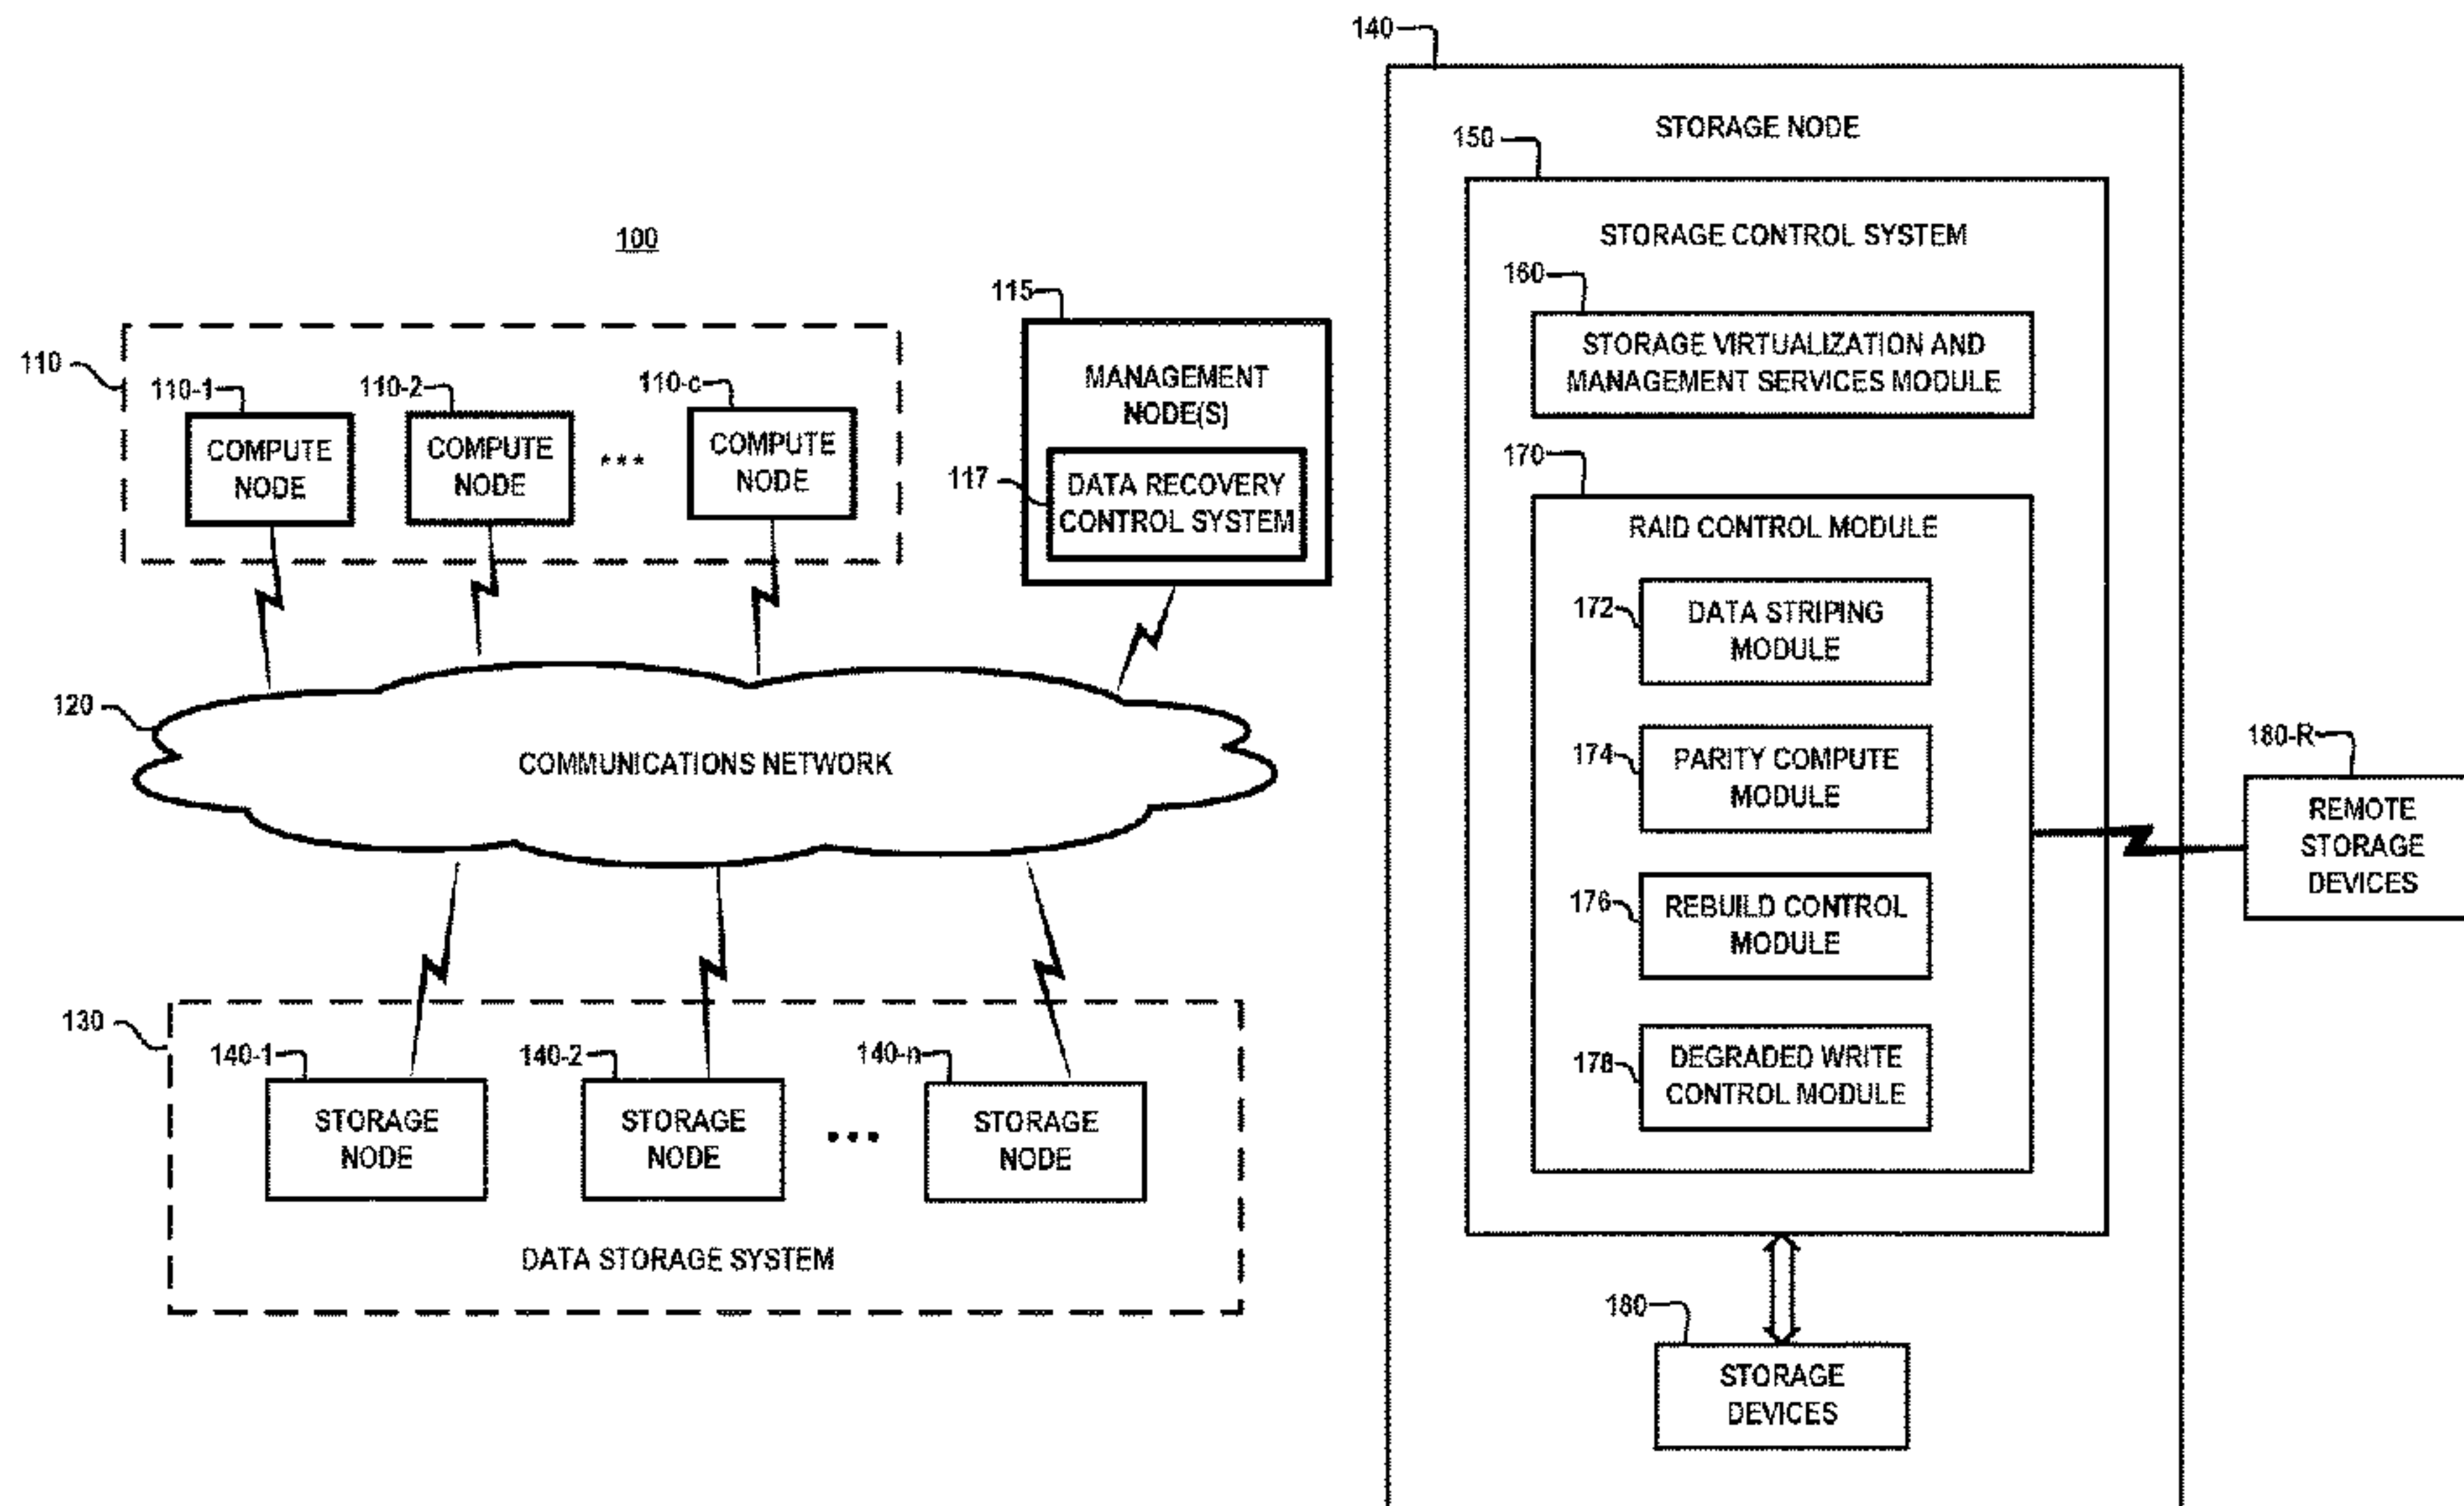 100
110
110-1
COMPUTE
NODE
110-2
COMPUTE
NODE
***
110-c
COMPUTE
NODE
115
MANAGEMENT
NODE(S)
117
DATA RECOVERY
CONTROL SYSTEM
120
COMMUNICATIONS NETWORK
130
140-1
STORAGE
NODE
140-2
STORAGE
NODE
•••
140-n
STORAGE
NODE
DATA STORAGE SYSTEM
140
STORAGE NODE
150
STORAGE CONTROL SYSTEM
160
STORAGE VIRTUALIZATION AND
MANAGEMENT SERVICES MODULE
170
RAID CONTROL MODULE
172
DATA STRIPING
MODULE
174
PARITY COMPUTE
MODULE
176
REBUILD CONTROL
MODULE
178
DEGRADED WRITE
CONTROL MODULE
180
STORAGE
DEVICES
180-R
REMOTE
STORAGE
DEVICES